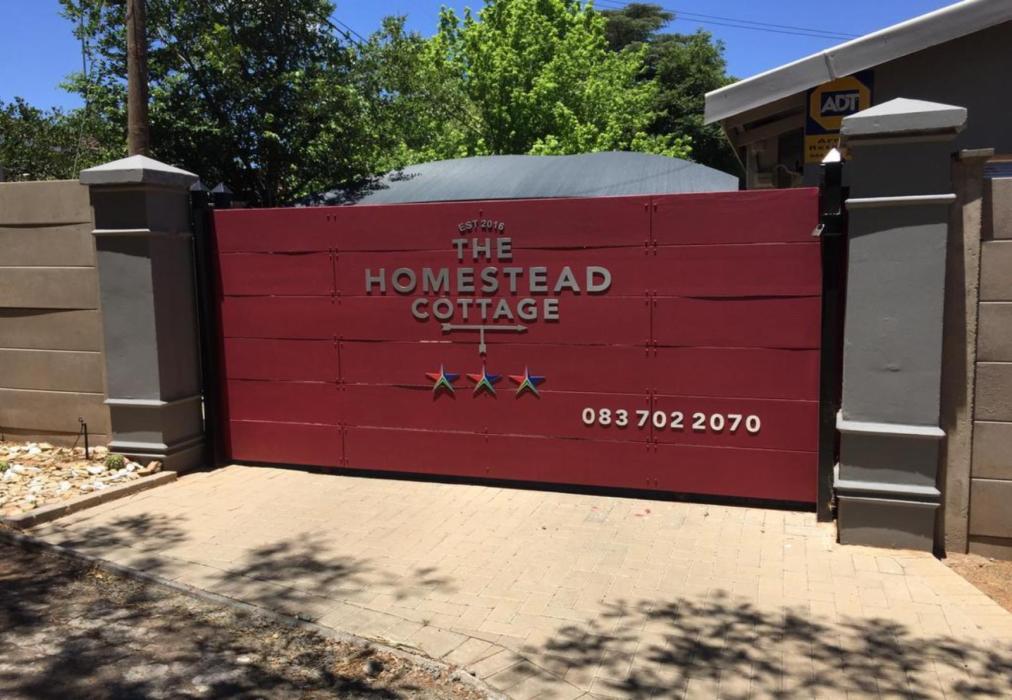 EST 2016
THE
HOMESTEAD
COTTAGE
083 702 2070
ADT